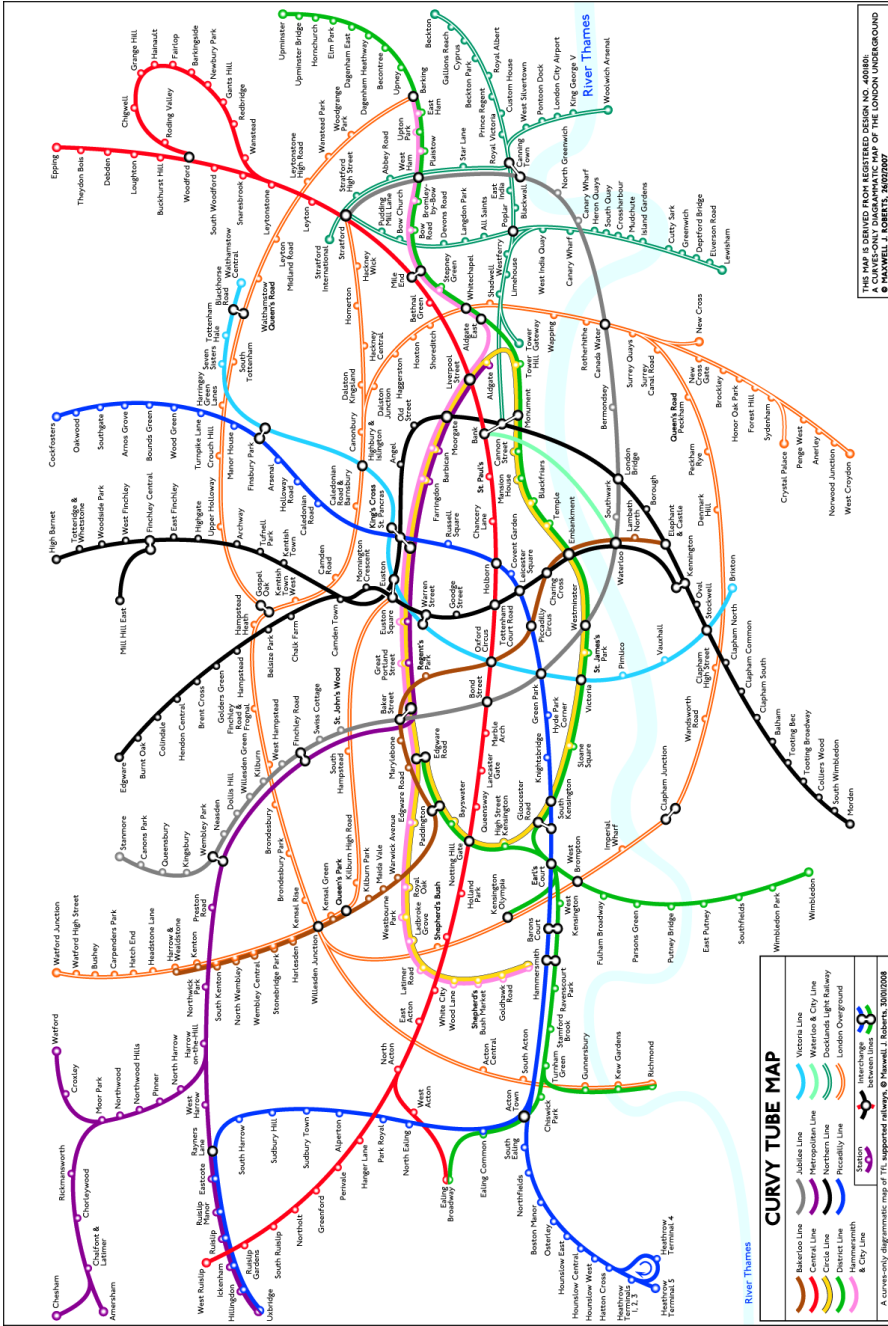 Chesham
Chalfont &
Latimer
Amersham
Chorleywood
Rickmansworth
Watford
Croxley
Moor Park
Northwood
Northwood Hills
Pinner
North Harrow
Harrow
on-the-Hill
Northwick
Park
Preston
Road
Wembley Park
West Harrow
Rayners
Lane
Eastcote
Ruislip
Manor
Ruislip
Ickenham
Hillingdon
Uxbridge
Watford Junction
Watford High Street
Bushey
Carpenders Park
Hatch End
Headstone Lane
Harrow &
Wealdstone
Kenton
South Kenton
North Wembley
Wembley Central
Stonebridge Park
Harlesden
Willesden Junction
Kensal Green
Queen's Park
Kilburn High Road
Kilburn Park
Maida Vale
Warwick Avenue
Paddington
Edgware Road
Marylebone
South
Hampstead
Stanmore
Canons Park
Queensbury
Kingsbury
Neasden
Dollis Hill
Willesden Green
Kilburn
West Hampstead
Finchley Road
Swiss Cottage
St. John's Wood
Baker
Street
Edgware
Burnt Oak
Colindale
Hendon Central
Brent Cross
Golders Green
Hampstead
Belsize Park
Chalk Farm
Camden Town
Mornington
Crescent
Kensal Rise
Brondesbury Park
Brondesbury
Finchley
Road &
Frognal
Hampstead
Heath
Gospel
Oak
Kentish
Town
West
Camden
Road
Caledonian
Road &
Barnsbury
Mill Hill East
High Barnet
Totteridge &
Whetstone
Woodside Park
West Finchley
Finchley Central
East Finchley
Highgate
Archway
Tufnell
Park
Kentish
Town
Upper Holloway
Crouch Hill
Harringay
Green
Lanes
South
Tottenham
Cockfosters
Oakwood
Southgate
Arnos Grove
Bounds Green
Wood Green
Turnpike Lane
Manor House
Finsbury Park
Arsenal
Holloway
Road
Caledonian
Road
King's Cross
St. Pancras
Seven
Sisters
Tottenham
Hale
Blackhorse
Road
Walthamstow
Central
Walthamstow
Queen's Road
Leyton
Midland Road
Leytonstone
High Road
Wanstead Park
Woodgrange
Park
Epping
Theydon Bois
Debden
Loughton
Buckhurst Hill
Woodford
South Woodford
Snaresbrook
Leytonstone
Leyton
Stratford
Roding Valley
Chigwell
Grange Hill
Hainault
Fairlop
Barkingside
Newbury Park
Gants Hill
Redbridge
Wanstead
West Ruislip
Ruislip
Gardens
South Ruislip
Northolt
Greenford
Perivale
Hanger Lane
South Harrow
Sudbury Hill
Sudbury Town
Alperton
Park Royal
North Ealing
Ealing Common
Ealing
Broadway
West
Acton
North
Acton
East
Acton
White City
Shepherd's Bush
Holland
Park
Notting Hill
Gate
Queensway
Lancaster
Gate
Marble
Arch
Bond
Street
Oxford
Circus
Tottenham
Court Road
Holborn
Chancery Lane
St. Paul's
Bank
Liverpool
Street
Bethnal
Green
Mile
End
Latimer
Road
Ladbroke
Grove
Westbourne
Park
Royal
Oak
Wood Lane
Shepherd's
Bush Market
Goldhawk
Road
Hammersmith
Edgware
Road
Bayswater
High Street
Kensington
Great
Portland
Street
Regent's
Park
Euston
Square
Euston
Warren
Street
Goodge
Street
Russell
Square
Farringdon
Barbican
Moorgate
Old
Street
Angel
Aldgate
Aldgate
East
Highbury &
Islington
Canonbury
Dalston
Kingsland
Dalston
Junction
Hackney
Central
Homerton
Hackney
Wick
Haggerston
Hoxton
Shoreditch
Whitechapel
Stepney
Green
Stratford
International
Stratford
High Street
Abbey Road
Pudding
Mill Lane
Bow Church
Bow
Road
Bromley-
by-Bow
West
Ham
Plaistow
Upton
Park
East
Ham
Barking
Upney
Becontree
Dagenham Heathway
Dagenham East
Elm Park
Hornchurch
Upminster Bridge
Upminster
Devons Road
Langdon Park
All Saints
Star Lane
Acton
Central
South Acton
Acton
Town
South
Ealing
Northfields
Boston Manor
Osterley
Hounslow East
Hounslow Central
Hounslow West
Hatton Cross
Heathrow
Terminals
1, 2, 3
Heathrow
Terminal 4
Heathrow
Terminal 5
Chiswick
Park
Turnham
Green
Stamford
Brook
Ravenscourt
Park
Gunnersbury
Kew Gardens
Richmond
Barons
Court
West
Kensington
Earl's
Court
Kensington
Olympia
Gloucester
Road
South
Kensington
Knightsbridge
Hyde Park
Corner
Green Park
Piccadilly
Circus
Leicester
Square
Covent Garden
Charing
Cross
Sloane
Square
Victoria
St. James's
Park
Westminster
Embankment
Temple
Blackfriars
Mansion
House
Cannon
Street
Monument
Tower
Hill
Tower
Gateway
Shadwell
Limehouse
Westferry
Poplar
Blackwall
East
India
Canning
Town
Royal Victoria
Custom House
Prince Regent
Royal Albert
Beckton Park
Cyprus
Gallions Reach
Beckton
West Silvertown
Pontoon Dock
London City Airport
King George V
Woolwich Arsenal
West India Quay
Canary Wharf
Heron Quays
South Quay
Crossharbour
Mudchute
Island Gardens
Cutty Sark
Greenwich
Deptford Bridge
Elverson Road
Lewisham
Canary Wharf
North Greenwich
West
Brompton
Fulham Broadway
Parsons Green
Putney Bridge
East Putney
Southfields
Wimbledon Park
Wimbledon
Imperial
Wharf
Clapham Junction
Wandsworth
Road
Clapham
High Street
Pimlico
Vauxhall
Stockwell
Brixton
Waterloo
Southwark
Lambeth
North
Elephant
& Castle
London
Bridge
Borough
Kennington
Oval
Clapham North
Clapham Common
Clapham South
Balham
Tooting Bec
Tooting Broadway
Colliers Wood
South Wimbledon
Morden
Bermondsey
Canada Water
Rotherhithe
Wapping
Surrey Quays
Surrey
Canal Road
Queen's Road
Peckham
Peckham
Rye
Denmark Hill
New Cross
New
Cross
Gate
Brockley
Honor Oak Park
Forest Hill
Sydenham
Crystal Palace
Penge West
Anerley
Norwood Junction
West Croydon
River Thames
River Thames
CURVY TUBE MAP
Bakerloo Line
Central Line
Circle Line
District Line
Hammersmith
& City Line
Jubilee Line
Metropolitan Line
Northern Line
Piccadilly Line
Victoria Line
Waterloo & City Line
Docklands Light Railway
London Overground
Station
Interchange
between lines
A curves-only diagrammatic map of TfL supported railways, © Maxwell J. Roberts, 30/01/2008
THIS MAP IS DERIVED FROM REGISTERED DESIGN NO. 400180:
A CURVES-ONLY DIAGRAMMATIC MAP OF THE LONDON UNDERGROUND
© MAXWELL J. ROBERTS, 26/02/2007